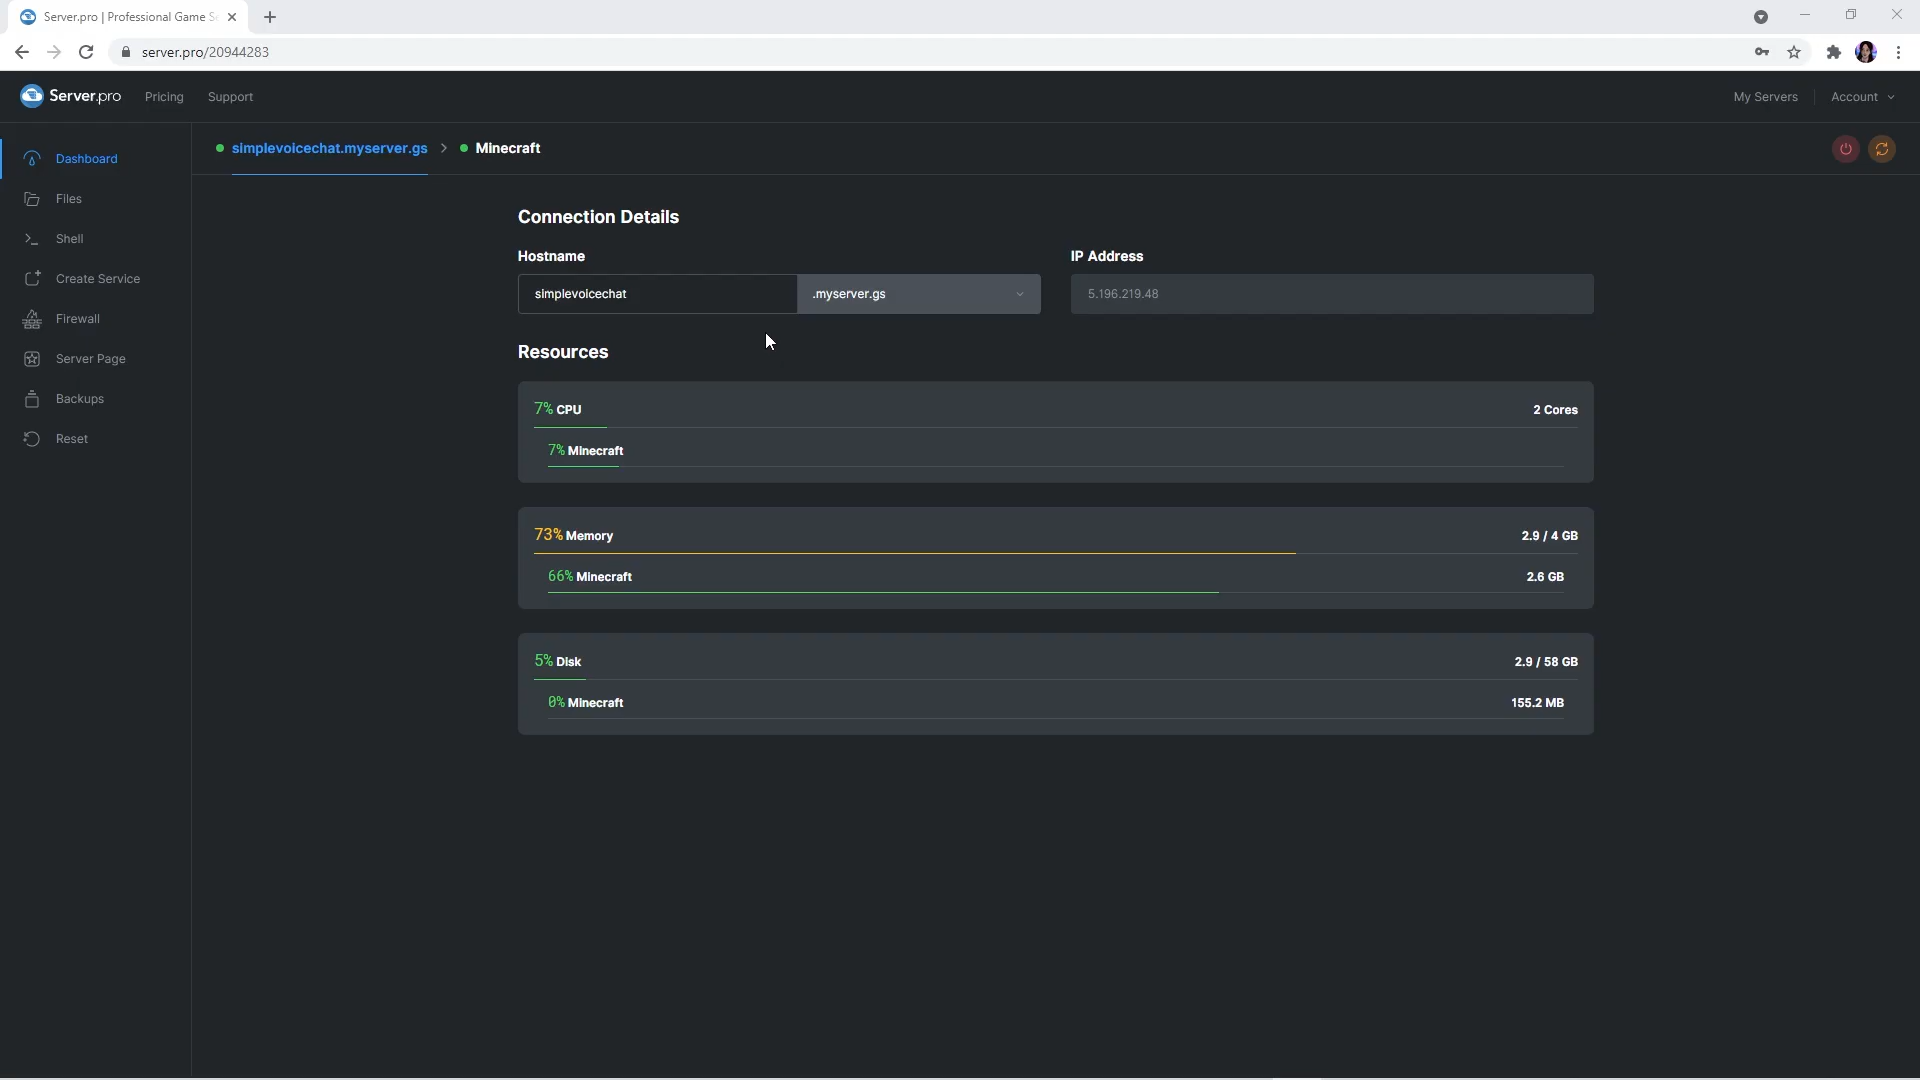 Server.pro | Professional Game S
server.pro/20944283
Server.pro
Pricing
Support
My Servers
Account
Dashboard
Files
Shell
Create Service
Firewall
Server Page
Backups
Reset
simplevoicechat.myserver.gs
Minecraft
Connection Details
Hostname
IP Address
simplevoicechat
.myserver.gs
5.196.219.48
Resources
7% CPU
2 Cores
7% Minecraft
73% Memory
2.9 / 4 GB
66% Minecraft
2.6 GB
5% Disk
2.9 / 58 GB
0% Minecraft
155.2 MB